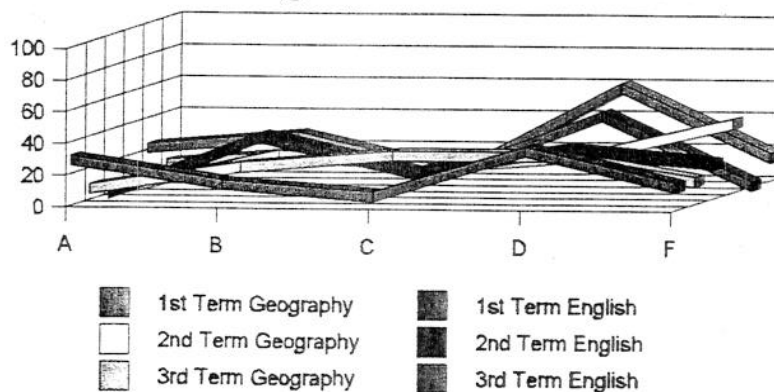 100
80
60
40
20
0
A B C D F
1st Term Geography 1st Term English
2nd Term Geography 2nd Term English
3rd Term Geography 3rd Term English